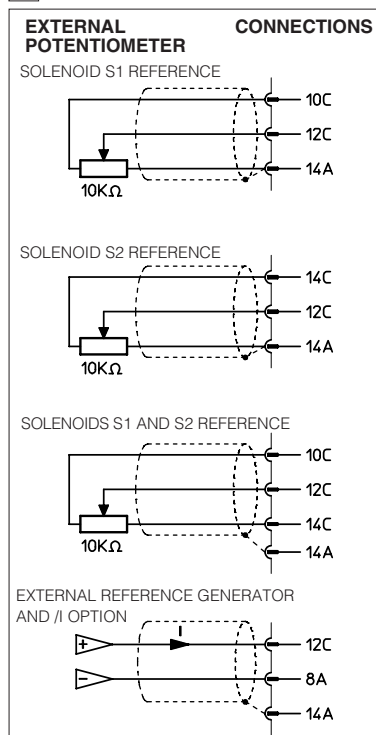 EXTERNAL CONNECTIONS
POTENTIOMETER
SOLENOID S1 REFERENCE
10C
12C
14A
10KΩ
SOLENOID S2 REFERENCE
14C
12C
14A
10KΩ
SOLENOIDS S1 AND S2 REFERENCE
10C
12C
14C
10KΩ
14A
EXTERNAL REFERENCE GENERATOR
AND /I OPTION
+ I 12C
- 8A
14A